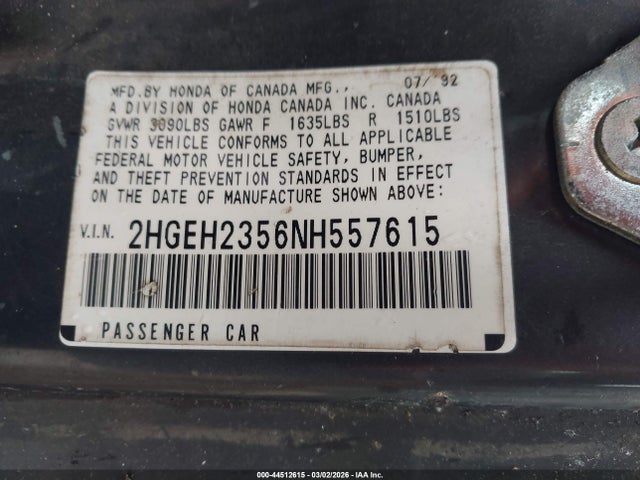 MFD.BY HONDA OF CANADA MFG., 07/92
A DIVISION OF HONDA CANADA INC. CANADA
GVWR 3090LBS GAWR F 1635LBS R 1510LBS
THIS VEHICLE CONFORMS TO ALL APPLICABLE
FEDERAL MOTOR VEHICLE SAFETY, BUMPER,
AND THEFT PREVENTION STANDARDS IN EFFECT
ON THE DATE OF MANUFACTURE SHOWN ABOVE:
V.I.N. 2HGEH2356NH557615
PASSENGER CAR
000-44512615 - 03/02/2026 - IAA Inc.